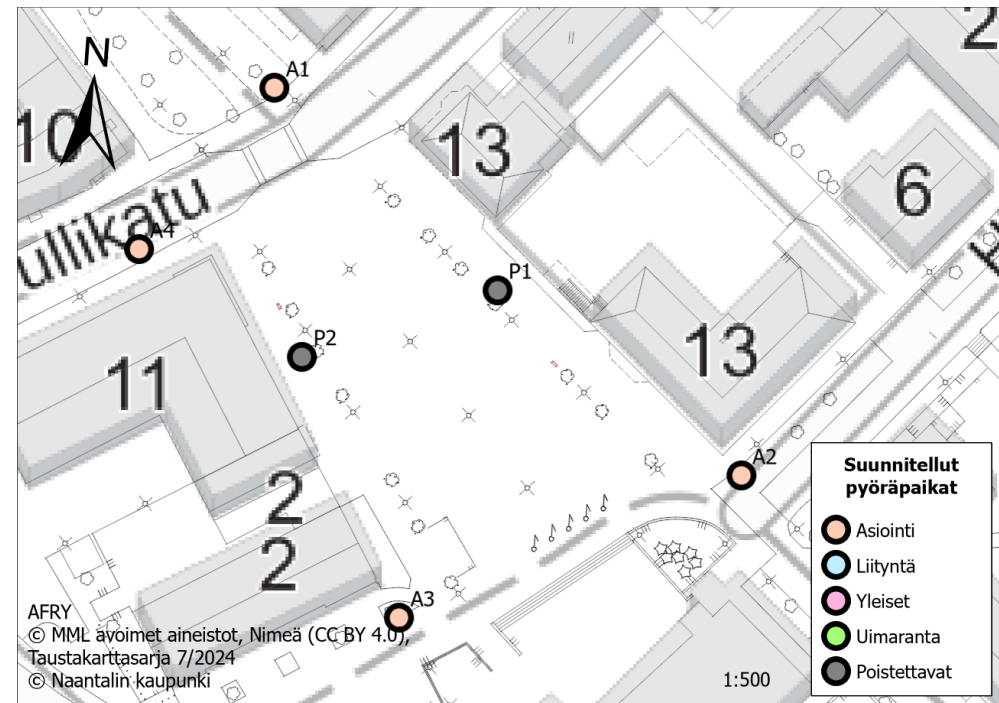 N
A1
10
13
2
6
ullikatu
A4
P1
P2
11
13
A2
2
2
A3
Suunnitellut
pyöräpaikat
Asiointi
Liityntä
Yleiset
Uimaranta
Poistettavat
AFRY
© MML avoimet aineistot, Nimeä (CC BY 4.0),
Taustakarttasarja 7/2024
© Naantalin kaupunki
1:500